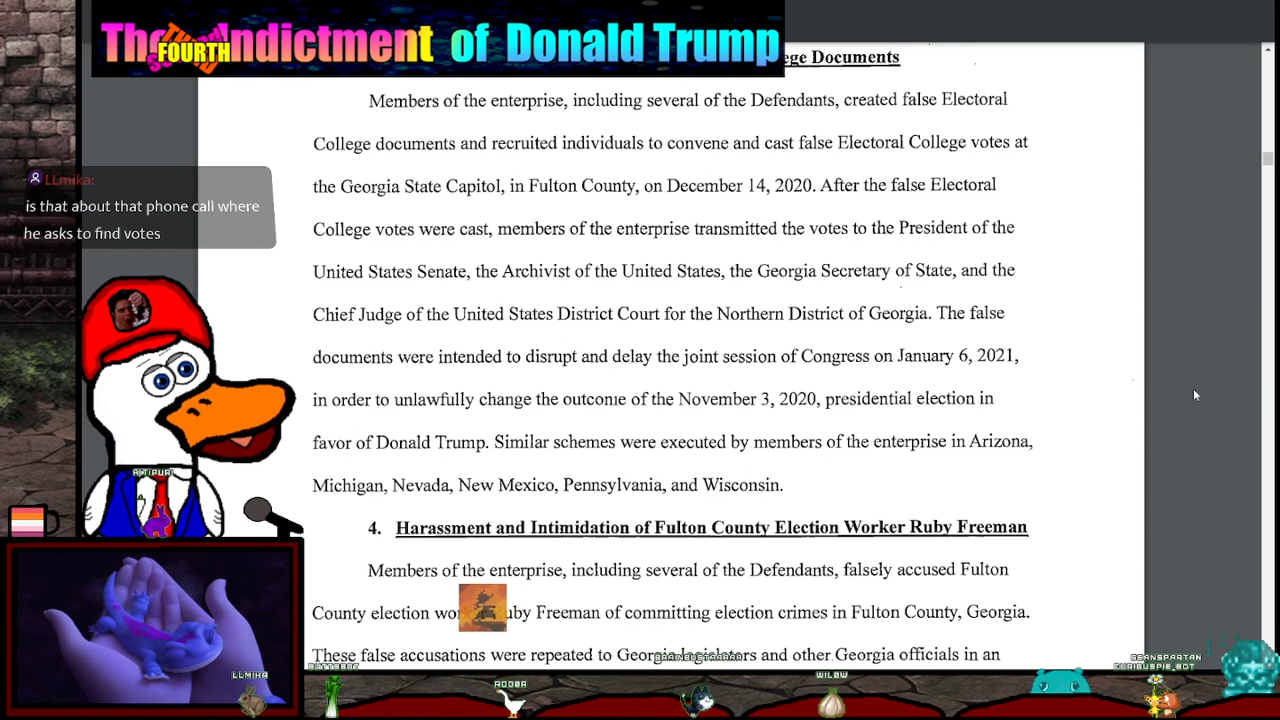 The Indictment of Donald Trump
FOURTH
ege Documents
Members of the enterprise, including several of the Defendants, created false Electoral
College documents and recruited individuals to convene and cast false Electoral College votes at
the Georgia State Capitol, in Fulton County, on December 14, 2020. After the false Electoral
College votes were cast, members of the enterprise transmitted the votes to the President of the
United States Senate, the Archivist of the United States, the Georgia Secretary of State, and the
Chief Judge of the United States District Court for the Northern District of Georgia. The false
documents were intended to disrupt and delay the joint session of Congress on January 6, 2021,
in order to unlawfully change the outcome of the November 3, 2020, presidential election in
favor of Donald Trump. Similar schemes were executed by members of the enterprise in Arizona,
Michigan, Nevada, New Mexico, Pennsylvania, and Wisconsin.
4. Harassment and Intimidation of Fulton County Election Worker Ruby Freeman
Members of the enterprise, including several of the Defendants, falsely accused Fulton
County election wor uby Freeman of committing election crimes in Fulton County, Georgia.
These false accusations were repeated to Georgia legislators and other Georgia officials in an
LLmika:
is that about that phone call where
he asks to find votes
LLMIKA
BUTTSBOT
WILOW
SEANSPARTAN
CURIOUSPIE_BOT